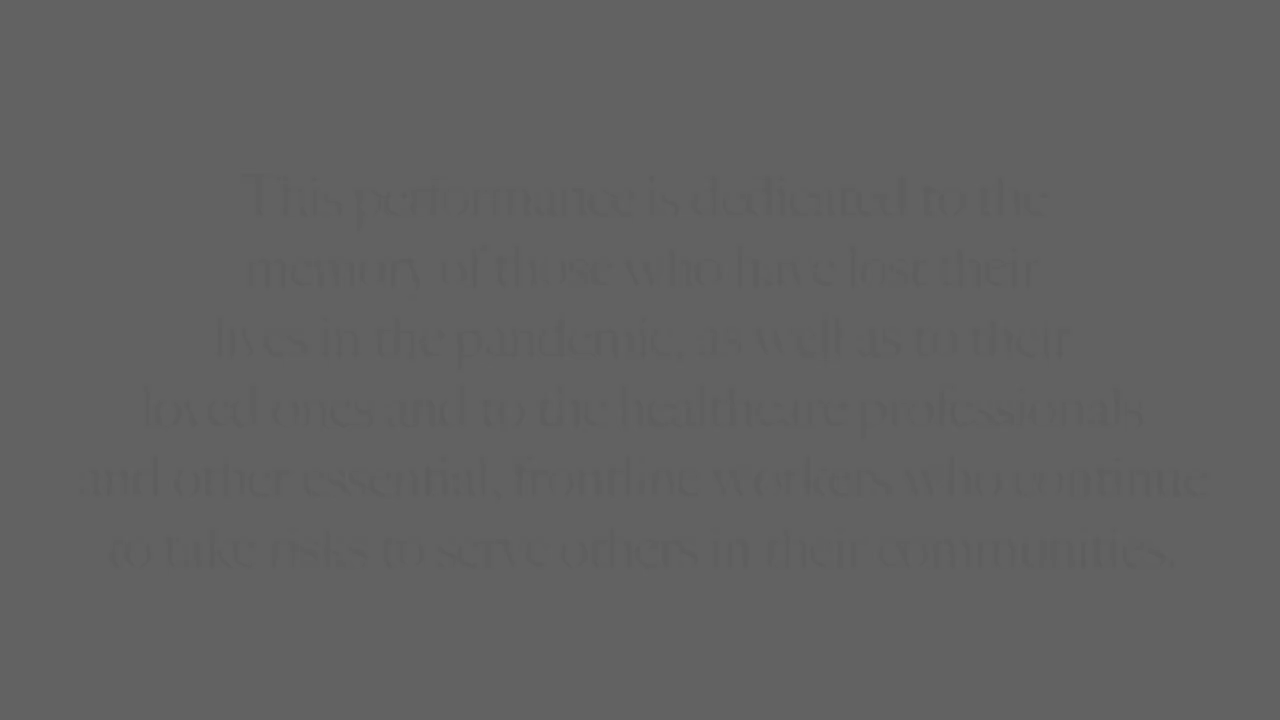 This performance is dedicated to the
memory of those who have lost their
lives in the pandemic, as well as to their
loved ones and to the healthcare professionals
and other essential, frontline workers who continue
to take risks to serve others in their communities.